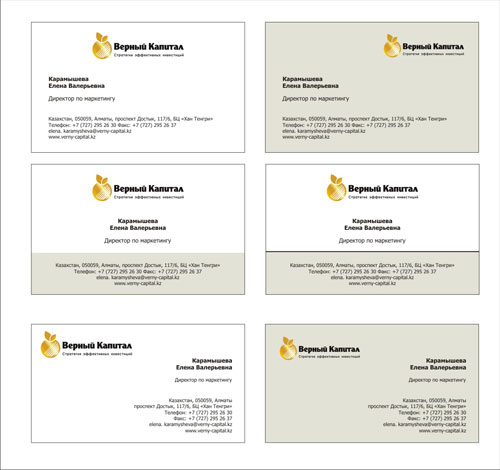 Верный Капитал
Стратегия эффективных инвестиций
Карамышева
Елена Валерьевна
Директор по маркетингу
Казахстан, 050059, Алматы, проспект Достык, 117/6, БЦ «Хан Тенгри»
Телефон: +7 (727) 295 26 30 Факс: +7 (727) 295 26 37
elena. karamysheva@verny-capital.kz
www.verny-capital.kz
Верный Капитал
Стратегия эффективных инвестиций
Карамышева
Елена Валерьевна
Директор по маркетингу
Казахстан, 050059, Алматы, проспект Достык, 117/6, БЦ «Хан Тенгри»
Телефон: +7 (727) 295 26 30 Факс: +7 (727) 295 26 37
elena. karamysheva@verny-capital.kz
www.verny-capital.kz
Верный Капитал
Стратегия эффективных инвестиций
Карамышева
Елена Валерьевна
Директор по маркетингу
Казахстан, 050059, Алматы, проспект Достык, 117/6, БЦ «Хан Тенгри»
Телефон: +7 (727) 295 26 30 Факс: +7 (727) 295 26 37
elena. karamysheva@verny-capital.kz
www.verny-capital.kz
Верный Капитал
Стратегия эффективных инвестиций
Карамышева
Елена Валерьевна
Директор по маркетингу
Казахстан, 050059, Алматы, проспект Достык, 117/6, БЦ «Хан Тенгри»
Телефон: +7 (727) 295 26 30 Факс: +7 (727) 295 26 37
elena. karamysheva@verny-capital.kz
www.verny-capital.kz
Верный Капитал
Стратегия эффективных инвестиций
Карамышева
Елена Валерьевна
Директор по маркетингу
Казахстан, 050059, Алматы
проспект Достык, 117/6, БЦ «Хан Тенгри»
Телефон: +7 (727) 295 26 30
Факс: +7 (727) 295 26 37
elena. karamysheva@verny-capital.kz
www.verny-capital.kz
Верный Капитал
Стратегия эффективных инвестиций
Карамышева
Елена Валерьевна
Директор по маркетингу
Казахстан, 050059, Алматы
проспект Достык, 117/6, БЦ «Хан Тенгри»
Телефон: +7 (727) 295 26 30
Факс: +7 (727) 295 26 37
elena. karamysheva@verny-capital.kz
www.verny-capital.kz